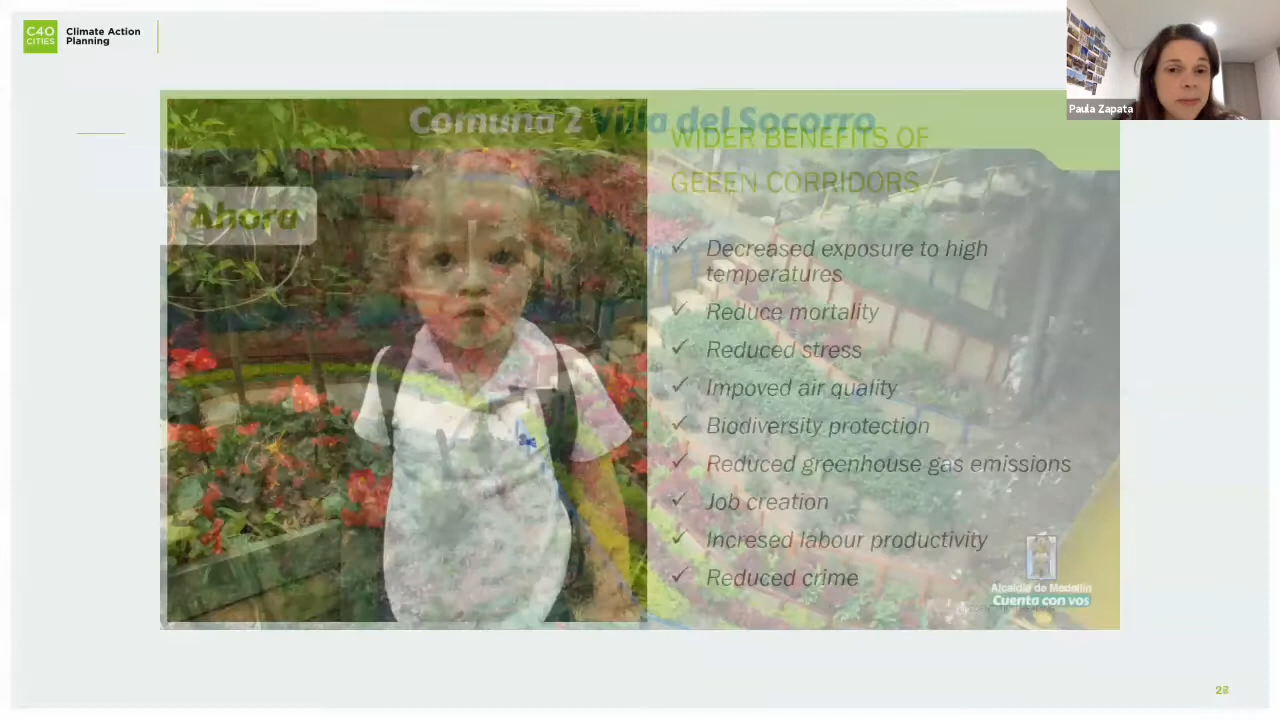 C40
CITIES
Climate Action
Planning
Paula Zapata
Comuna 2 Villa del Socorro
WIDER BENEFITS OF
GEEEN CORRIDORS
Ahora
Decreased exposure to high
temperatures
Reduce mortality
Reduced stress
Impoved air quality
Biodiversity protection
Reduced greenhouse gas emissions
Job creation
Incresed labour productivity
Reduced crime
Alcaldía de Medellín
Cuenta con vos